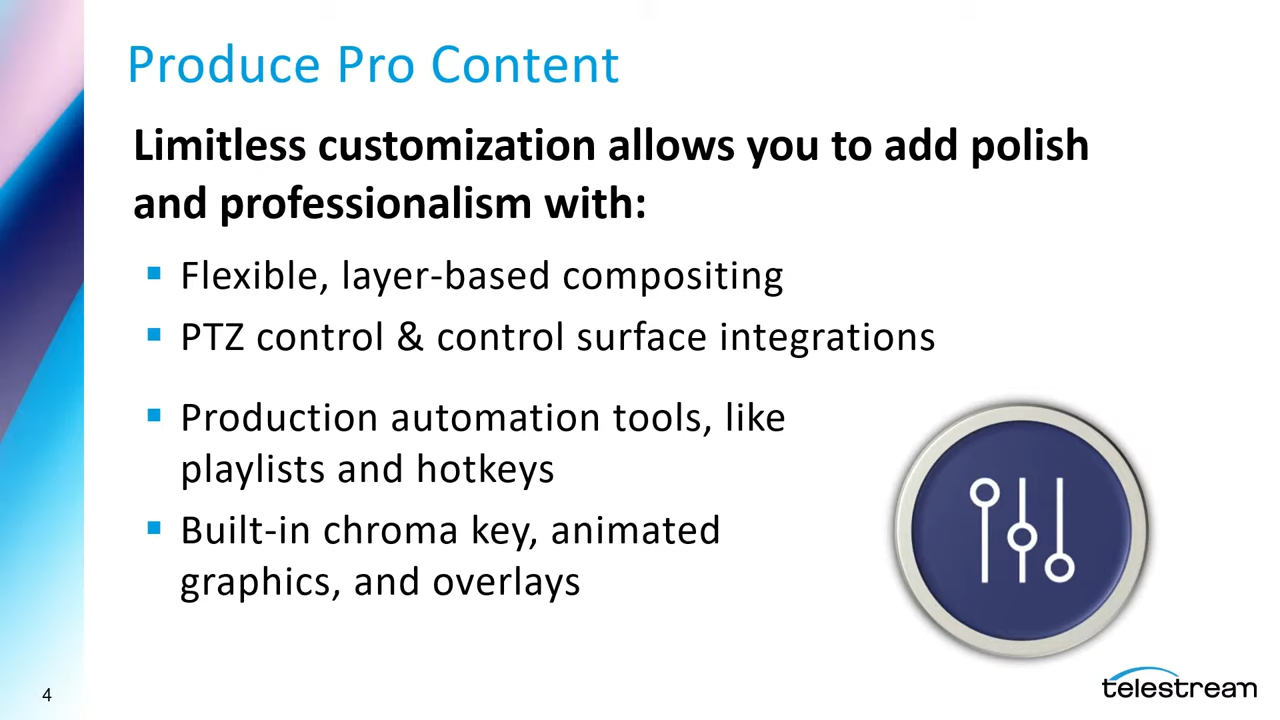 Produce Pro Content
Limitless customization allows you to add polish
and professionalism with:
▪ Flexible, layer-based compositing
▪ PTZ control & control surface integrations
▪ Production automation tools, like
playlists and hotkeys
▪ Built-in chroma key, animated
graphics, and overlays
4
telestream